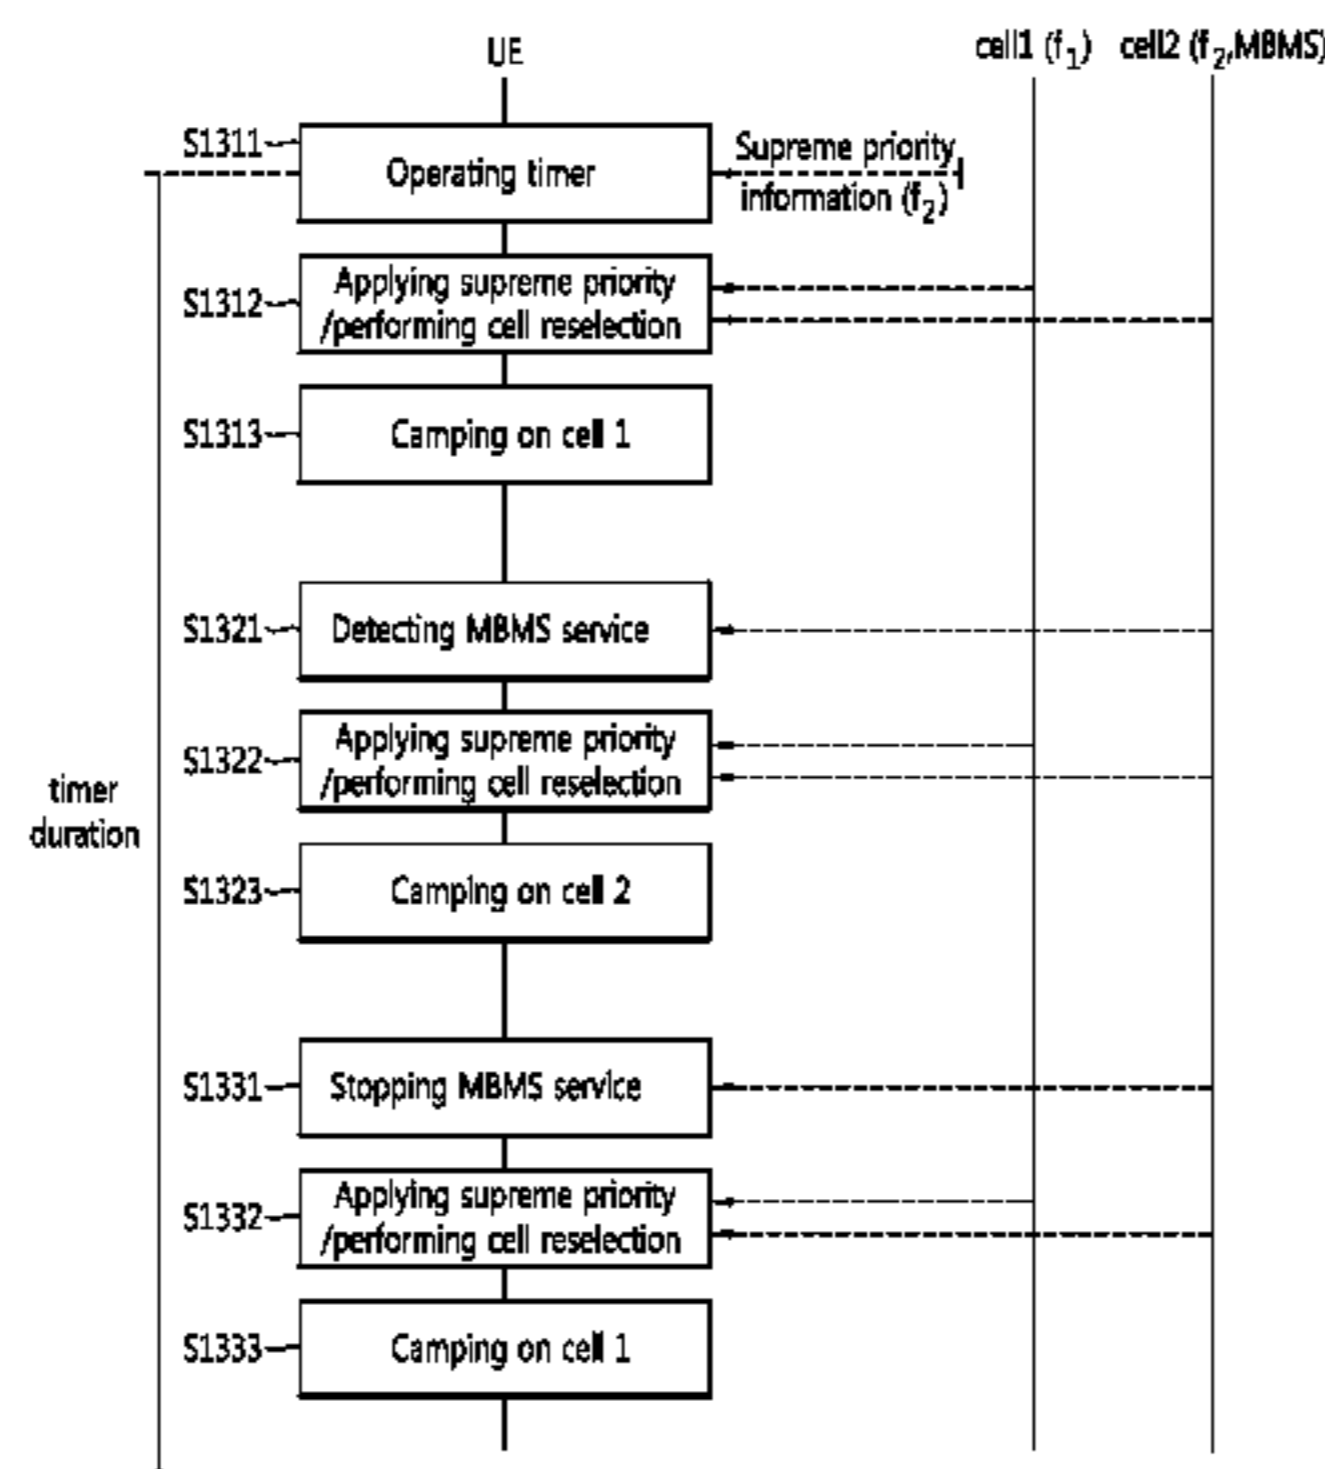 UE
cell1 (f1)
cell2 (f2,MBMS)
S1311
Operating timer
Supreme priority
information (f2)
S1312
Applying supreme priority
/performing cell reselection
S1313
Camping on cell 1
S1321
Detecting MBMS service
S1322
Applying supreme priority
/performing cell reselection
timer
duration
S1323
Camping on cell 2
S1331
Stopping MBMS service
S1332
Applying supreme priority
/performing cell reselection
S1333
Camping on cell 1